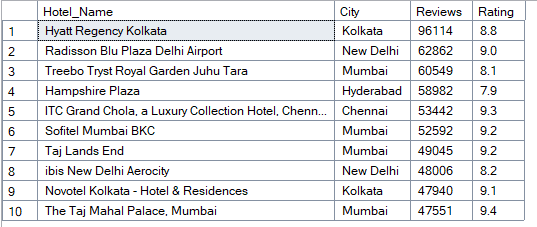 Hotel_Name City Reviews Rating
1 Hyatt Regency Kolkata Kolkata 96114 8.8
2 Radisson Blu Plaza Delhi Airport New Delhi 62862 9.0
3 Treebo Tryst Royal Garden Juhu Tara Mumbai 60549 8.1
4 Hampshire Plaza Hyderabad 58982 7.9
5 ITC Grand Chola, a Luxury Collection Hotel, Chenn... Chennai 53442 9.3
6 Sofitel Mumbai BKC Mumbai 52592 9.2
7 Taj Lands End Mumbai 49045 9.2
8 ibis New Delhi Aerocity New Delhi 48006 8.2
9 Novotel Kolkata - Hotel & Residences Kolkata 47940 9.1
10 The Taj Mahal Palace, Mumbai Mumbai 47551 9.4